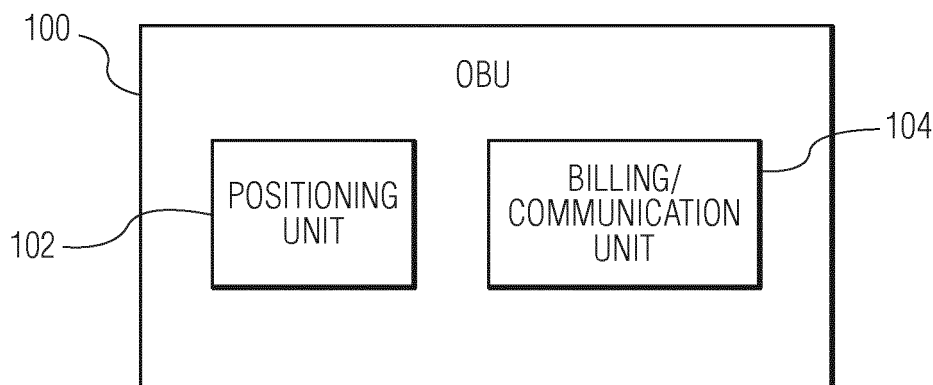 100
OBU
104
POSITIONING
UNIT
BILLING/
COMMUNICATION
UNIT
102